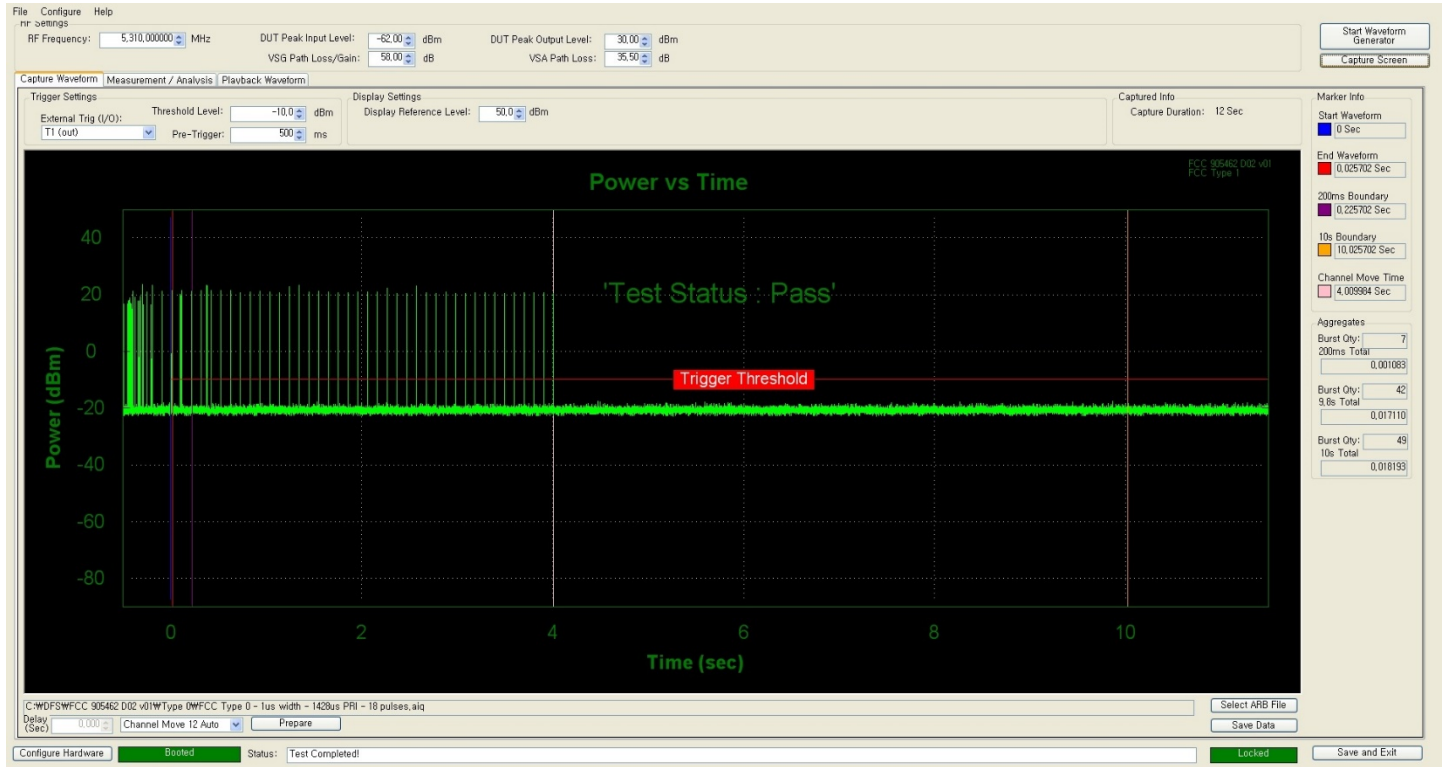 File Configure Help
RF Settings
RF Frequency: 5,310,000000 MHz DUT Peak Input Level: -62,00 dBm DUT Peak Output Level: 30,00 dBm
VSG Path Loss/Gain: 58,00 dB VSA Path Loss: 35,50 dB
Start Waveform
Generator
Capture Screen
Capture Waveform Measurement / Analysis Playback Waveform
Trigger Settings
External Trig (I/O):
T1 (out)
Threshold Level: -10,0 dBm
Pre-Trigger: 500 ms
Display Settings
Display Reference Level: 50,0 dBm
Captured Info
Capture Duration: 12 Sec
FCC 905462 D02 v01
FCC Type 1
Power vs Time
'Test Status : Pass'
Trigger Threshold
Power (dBm)
40
20
0
-20
-40
-60
-80
0 2 4 6 8 10
Time (sec)
Marker Info
Start Waveform
0 Sec
End Waveform
0,025702 Sec
200ms Boundary
0,225702 Sec
10s Boundary
10,025702 Sec
Channel Move Time
4,009984 Sec
Aggregates
Burst Qty: 7
200ms Total
0,001083
Burst Qty: 42
9,8s Total
0,017110
Burst Qty: 49
10s Total
0,018193
C:₩DFS₩FCC 905462 D02 v01₩Type 0₩FCC Type 0 - 1us width - 1428us PRI - 18 pulses,aiq
Select ARB File
Delay
(Sec) 0,000 Channel Move 12 Auto Prepare
Save Data
Configure Hardware Booted Status: Test Completed! Locked Save and Exit